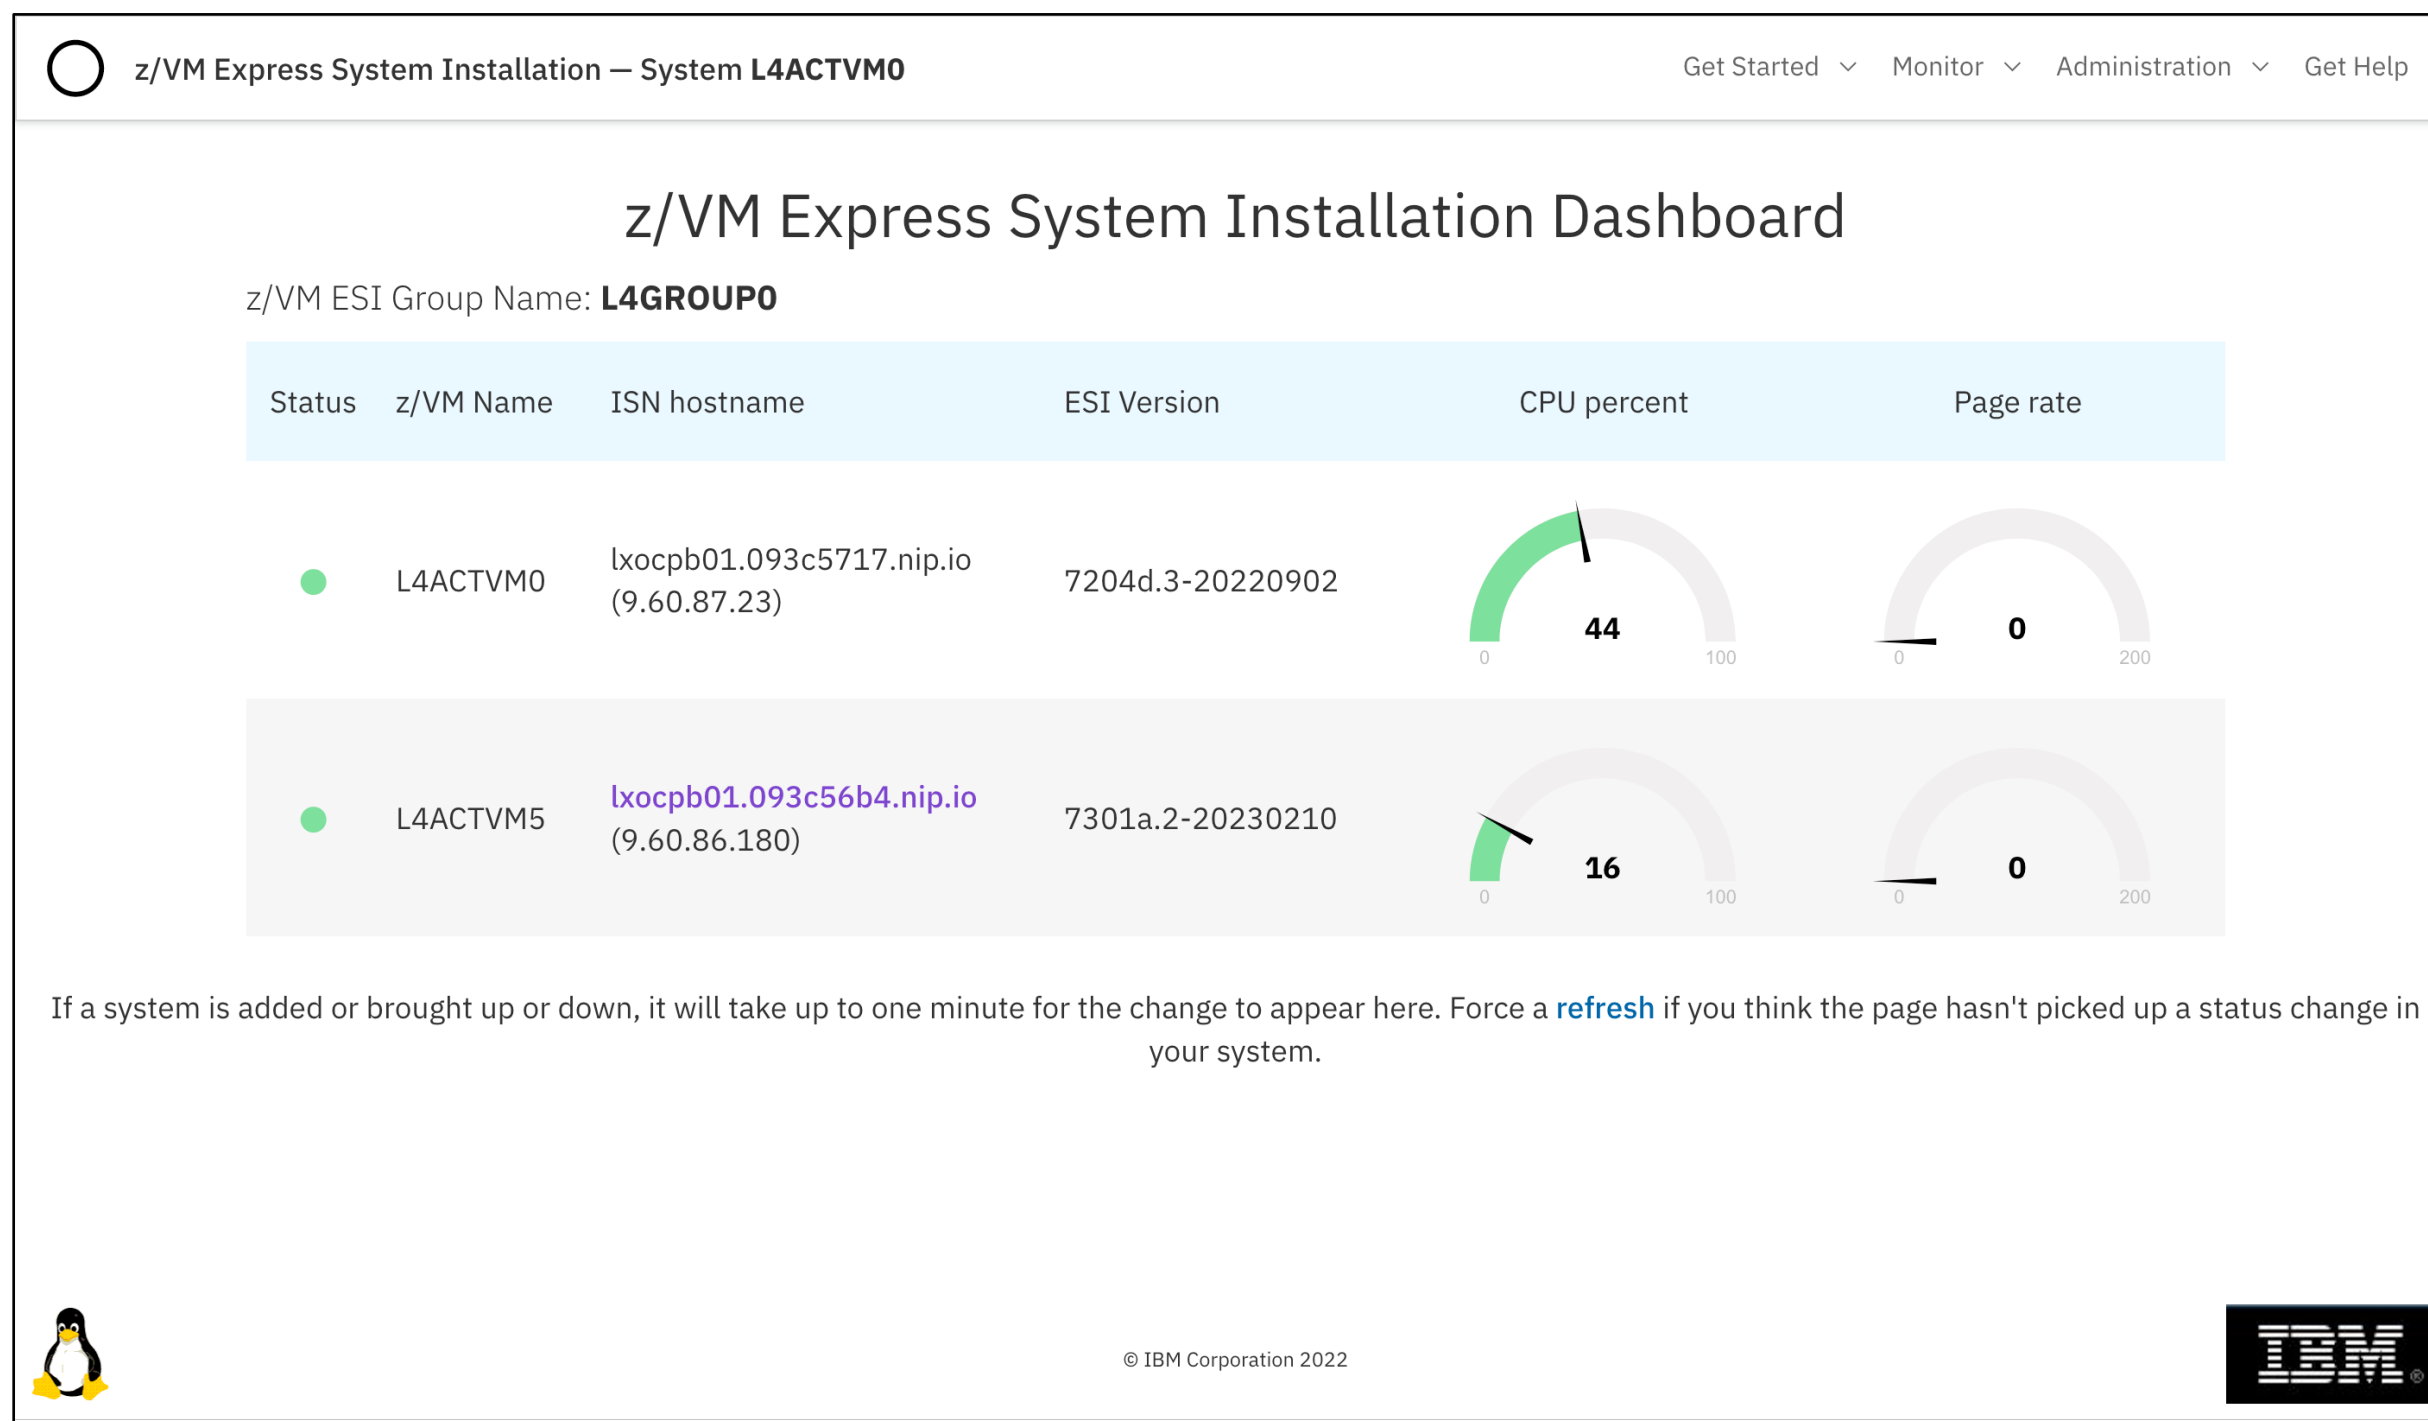 z/VM Express System Installation — System L4ACTVM0
Get Started Monitor Administration Get Help
z/VM Express System Installation Dashboard
z/VM ESI Group Name: L4GROUP0
Status z/VM Name ISN hostname ESI Version CPU percent Page rate
L4ACTVM0 lxocpb01.093c5717.nip.io
(9.60.87.23)
7204d.3-20220902
44
0 100
0
0 200
L4ACTVM5 lxocpb01.093c56b4.nip.io
(9.60.86.180)
7301a.2-20230210
16
0 100
0
0 200
If a system is added or brought up or down, it will take up to one minute for the change to appear here. Force a refresh if you think the page hasn't picked up a status change in
your system.
© IBM Corporation 2022
IBM®